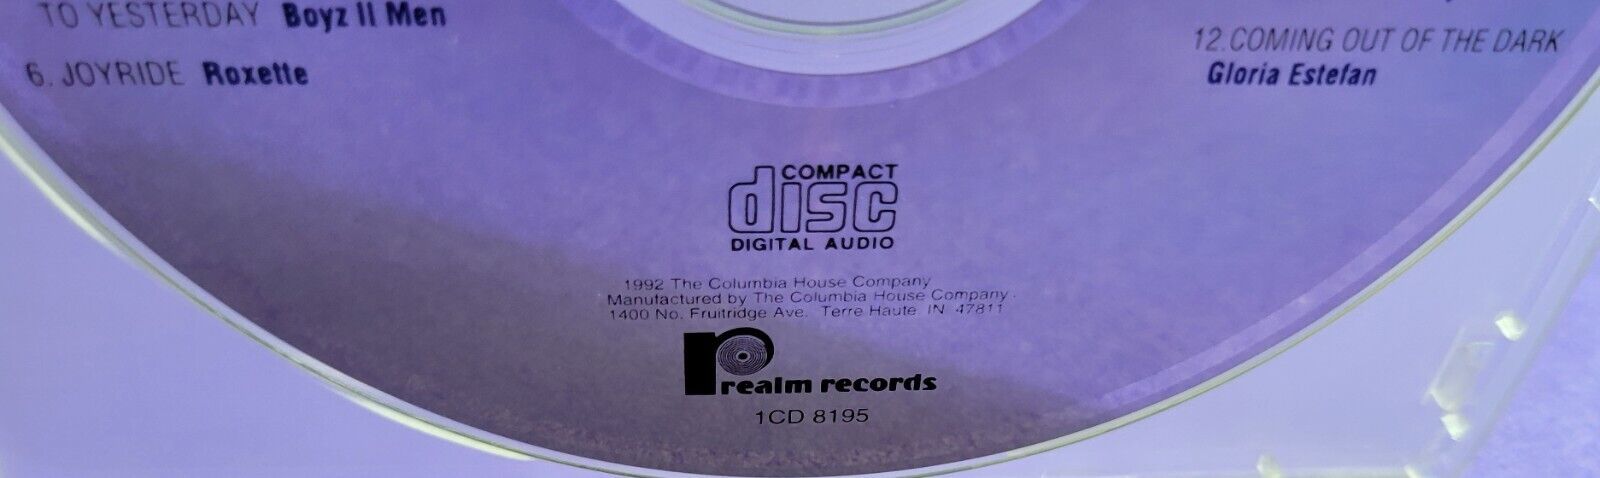 TO YESTERDAY Boyz II Men
6. JOYRIDE Roxette
12. COMING OUT OF THE DARK
Gloria Estefan
COMPACT
disc
DIGITAL AUDIO
1992 The Columbia House Company
Manufactured by The Columbia House Company
1400 No. Fruitridge Ave. Terre Haute, IN 47811
r realm records
1CD 8195